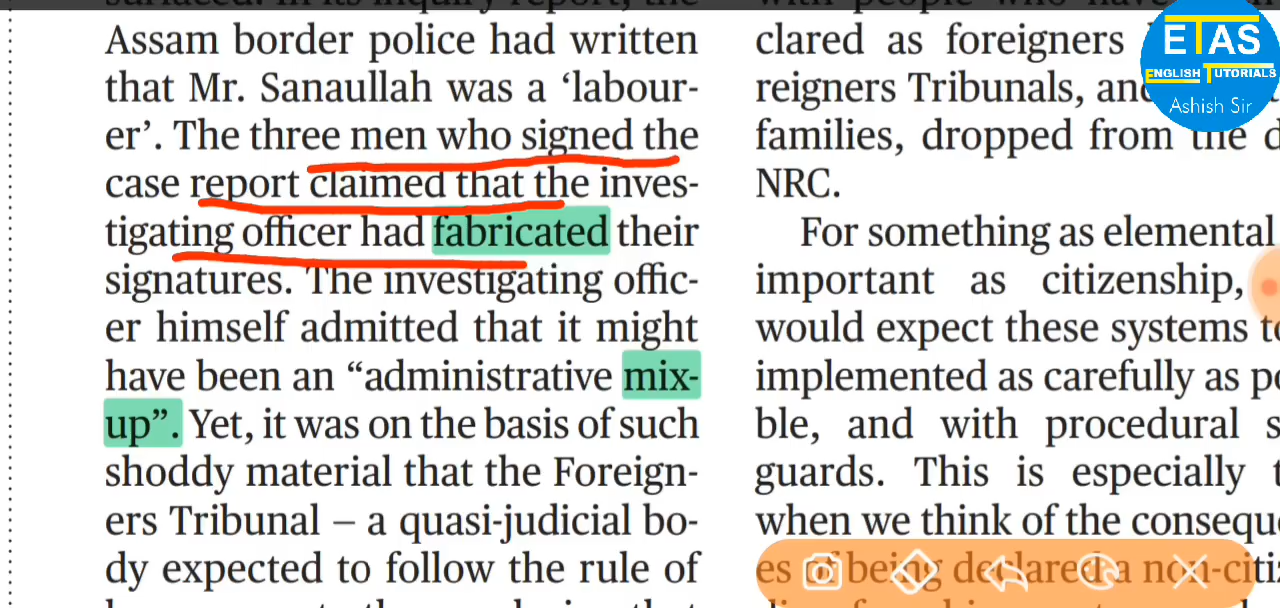 Assam border police had written
that Mr. Sanaullah was a ‘labour-
er’. The three men who signed the
case report claimed that the inves-
tigating officer had fabricated their
signatures. The investigating offic-
er himself admitted that it might
have been an “administrative mix-
up”. Yet, it was on the basis of such
shoddy material that the Foreign-
ers Tribunal – a quasi-judicial bo-
dy expected to follow the rule of
clared as foreigners
reigners Tribunals, and
families, dropped from the
NRC.
For something as elemental
important as citizenship,
would expect these systems
implemented as carefully as
ble, and with procedural
guards. This is especially
when we think of the
es of being declared a
ETAS
ENGLISH TUTORIALS
Ashish Sir